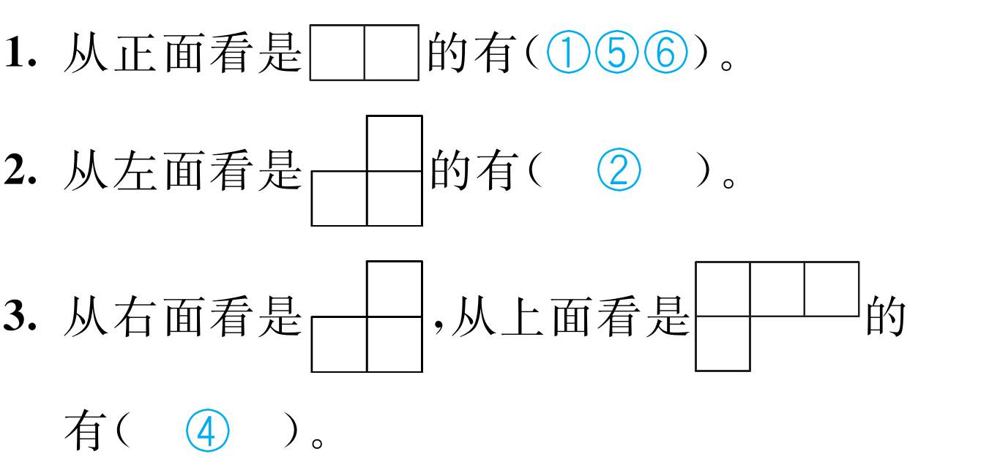 1. 从正面看是的有(①⑤⑥)。
2. 从左面看是的有( ② )。
3. 从右面看是,从上面看是的
有( ④ )。